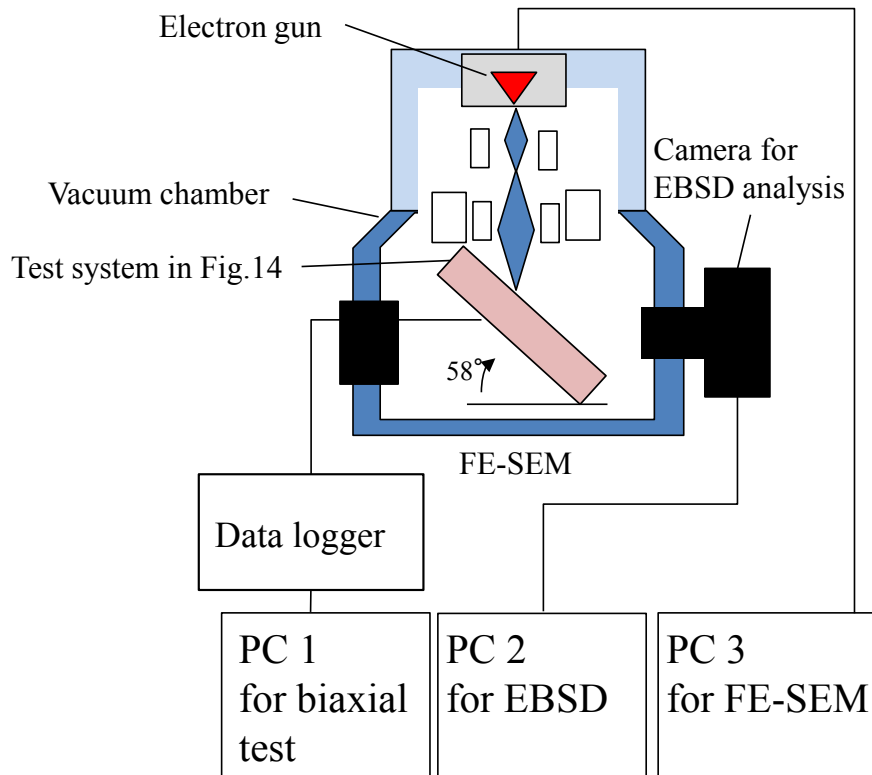 Electron gun
Camera for
EBSD analysis
Vacuum chamber
Test system in Fig.14
58°
FE-SEM
Data logger
PC 1
for biaxial
test
PC 2
for EBSD
PC 3
for FE-SEM